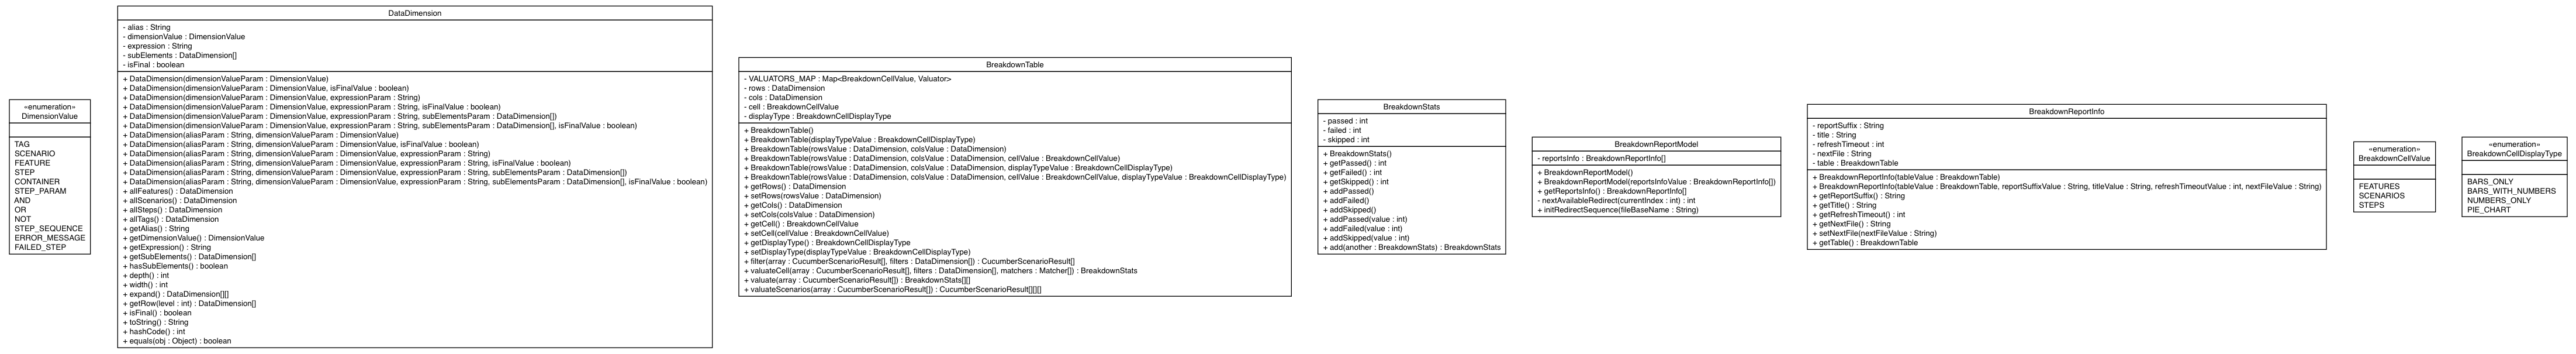 «enumeration»
DimensionValue
TAG
SCENARIO
FEATURE
STEP
CONTAINER
STEP_PARAM
AND
OR
NOT
STEP_SEQUENCE
ERROR_MESSAGE
FAILED_STEP
DataDimension
- alias : String
- dimensionValue : DimensionValue
- expression : String
- subElements : DataDimension[]
- isFinal : boolean
+ DataDimension(dimensionValueParam : DimensionValue)
+ DataDimension(dimensionValueParam : DimensionValue, isFinalValue : boolean)
+ DataDimension(dimensionValueParam : DimensionValue, expressionParam : String)
+ DataDimension(dimensionValueParam : DimensionValue, expressionParam : String, isFinalValue : boolean)
+ DataDimension(dimensionValueParam : DimensionValue, expressionParam : String, subElementsParam : DataDimension[])
+ DataDimension(dimensionValueParam : DimensionValue, expressionParam : String, subElementsParam : DataDimension[], isFinalValue : boolean)
+ DataDimension(aliasParam : String, dimensionValueParam : DimensionValue)
+ DataDimension(aliasParam : String, dimensionValueParam : DimensionValue, isFinalValue : boolean)
+ DataDimension(aliasParam : String, dimensionValueParam : DimensionValue, expressionParam : String)
+ DataDimension(aliasParam : String, dimensionValueParam : DimensionValue, expressionParam : String, isFinalValue : boolean)
+ DataDimension(aliasParam : String, dimensionValueParam : DimensionValue, expressionParam : String, subElementsParam : DataDimension[])
+ DataDimension(aliasParam : String, dimensionValueParam : DimensionValue, expressionParam : String, subElementsParam : DataDimension[], isFinalValue : boolean)
+ allFeatures() : DataDimension
+ allScenarios() : DataDimension
+ allSteps() : DataDimension
+ allTags() : DataDimension
+ getAlias() : String
+ getDimensionValue() : DimensionValue
+ getExpression() : String
+ getSubElements() : DataDimension[]
+ hasSubElements() : boolean
+ depth() : int
+ width() : int
+ expand() : DataDimension[][]
+ getRow(level : int) : DataDimension[]
+ isFinal() : boolean
+ toString() : String
+ hashCode() : int
+ equals(obj : Object) : boolean
BreakdownTable
- VALUATORS_MAP : Map<BreakdownCellValue, Valuator>
- rows : DataDimension
- cols : DataDimension
- cell : BreakdownCellValue
- displayType : BreakdownCellDisplayType
+ BreakdownTable()
+ BreakdownTable(displayTypeValue : BreakdownCellDisplayType)
+ BreakdownTable(rowsValue : DataDimension, colsValue : DataDimension)
+ BreakdownTable(rowsValue : DataDimension, colsValue : DataDimension, cellValue : BreakdownCellValue)
+ BreakdownTable(rowsValue : DataDimension, colsValue : DataDimension, displayTypeValue : BreakdownCellDisplayType)
+ BreakdownTable(rowsValue : DataDimension, colsValue : DataDimension, cellValue : BreakdownCellValue, displayTypeValue : BreakdownCellDisplayType)
+ getRows() : DataDimension
+ setRows(rowsValue : DataDimension)
+ getCols() : DataDimension
+ setCols(colsValue : DataDimension)
+ getCell() : BreakdownCellValue
+ setCell(cellValue : BreakdownCellValue)
+ getDisplayType() : BreakdownCellDisplayType
+ setDisplayType(displayTypeValue : BreakdownCellDisplayType)
+ filter(array : CucumberScenarioResult[], filters : DataDimension[]) : CucumberScenarioResult[]
+ valuateCell(array : CucumberScenarioResult[], filters : DataDimension[], matchers : Matcher[]) : BreakdownStats
+ valuate(array : CucumberScenarioResult[]) : BreakdownStats[][]
+ valuateScenarios(array : CucumberScenarioResult[]) : CucumberScenarioResult[][][]
BreakdownStats
- passed : int
- failed : int
- skipped : int
+ BreakdownStats()
+ getPassed() : int
+ getFailed() : int
+ getSkipped() : int
+ addPassed()
+ addFailed()
+ addSkipped()
+ addPassed(value : int)
+ addFailed(value : int)
+ addSkipped(value : int)
+ add(another : BreakdownStats) : BreakdownStats
BreakdownReportModel
- reportsInfo : BreakdownReportInfo[]
+ BreakdownReportModel()
+ BreakdownReportModel(reportsInfoValue : BreakdownReportInfo[])
+ getReportsInfo() : BreakdownReportInfo[]
- nextAvailableRedirect(currentIndex : int) : int
+ initRedirectSequence(fileBaseName : String)
BreakdownReportInfo
- reportSuffix : String
- title : String
- refreshTimeout : int
- nextFile : String
- table : BreakdownTable
+ BreakdownReportInfo(tableValue : BreakdownTable)
+ BreakdownReportInfo(tableValue : BreakdownTable, reportSuffixValue : String, titleValue : String, refreshTimeoutValue : int, nextFileValue : String)
+ getReportSuffix() : String
+ getTitle() : String
+ getRefreshTimeout() : int
+ getNextFile() : String
+ setNextFile(nextFileValue : String)
+ getTable() : BreakdownTable
«enumeration»
BreakdownCellValue
FEATURES
SCENARIOS
STEPS
«enumeration»
BreakdownCellDisplayType
BARS_ONLY
BARS_WITH_NUMBERS
NUMBERS_ONLY
PIE_CHART